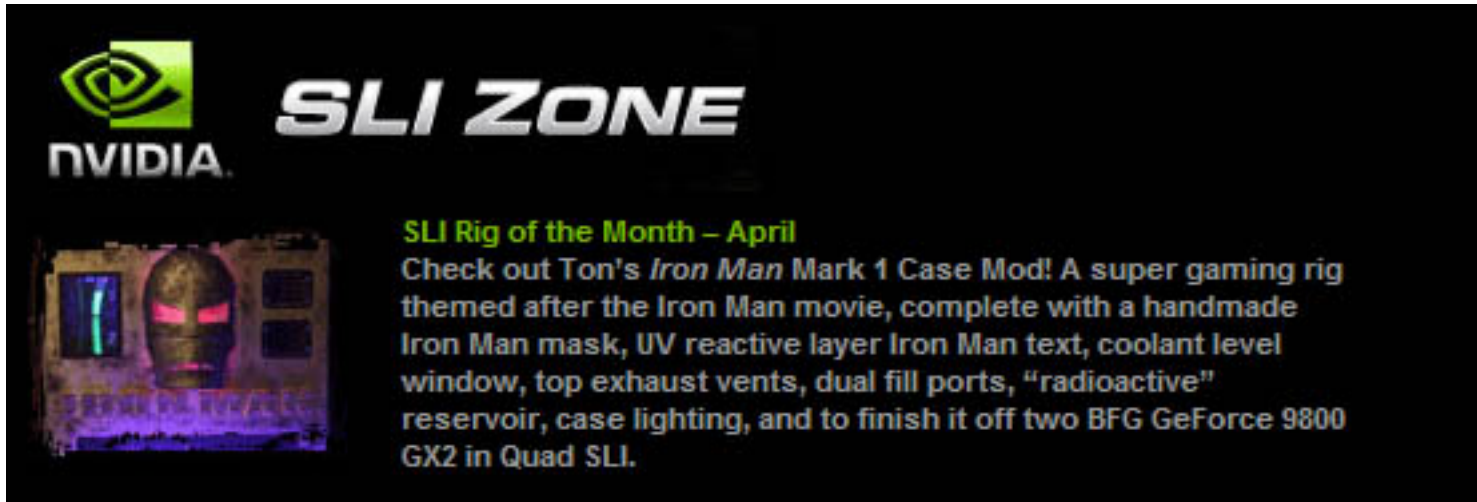 SLI ZONE
NVIDIA.
SLI Rig of the Month – April
Check out Ton's Iron Man Mark 1 Case Mod! A super gaming rig
themed after the Iron Man movie, complete with a handmade
Iron Man mask, UV reactive layer Iron Man text, coolant level
window, top exhaust vents, dual fill ports, “radioactive”
reservoir, case lighting, and to finish it off two BFG GeForce 9800
GX2 in Quad SLI.